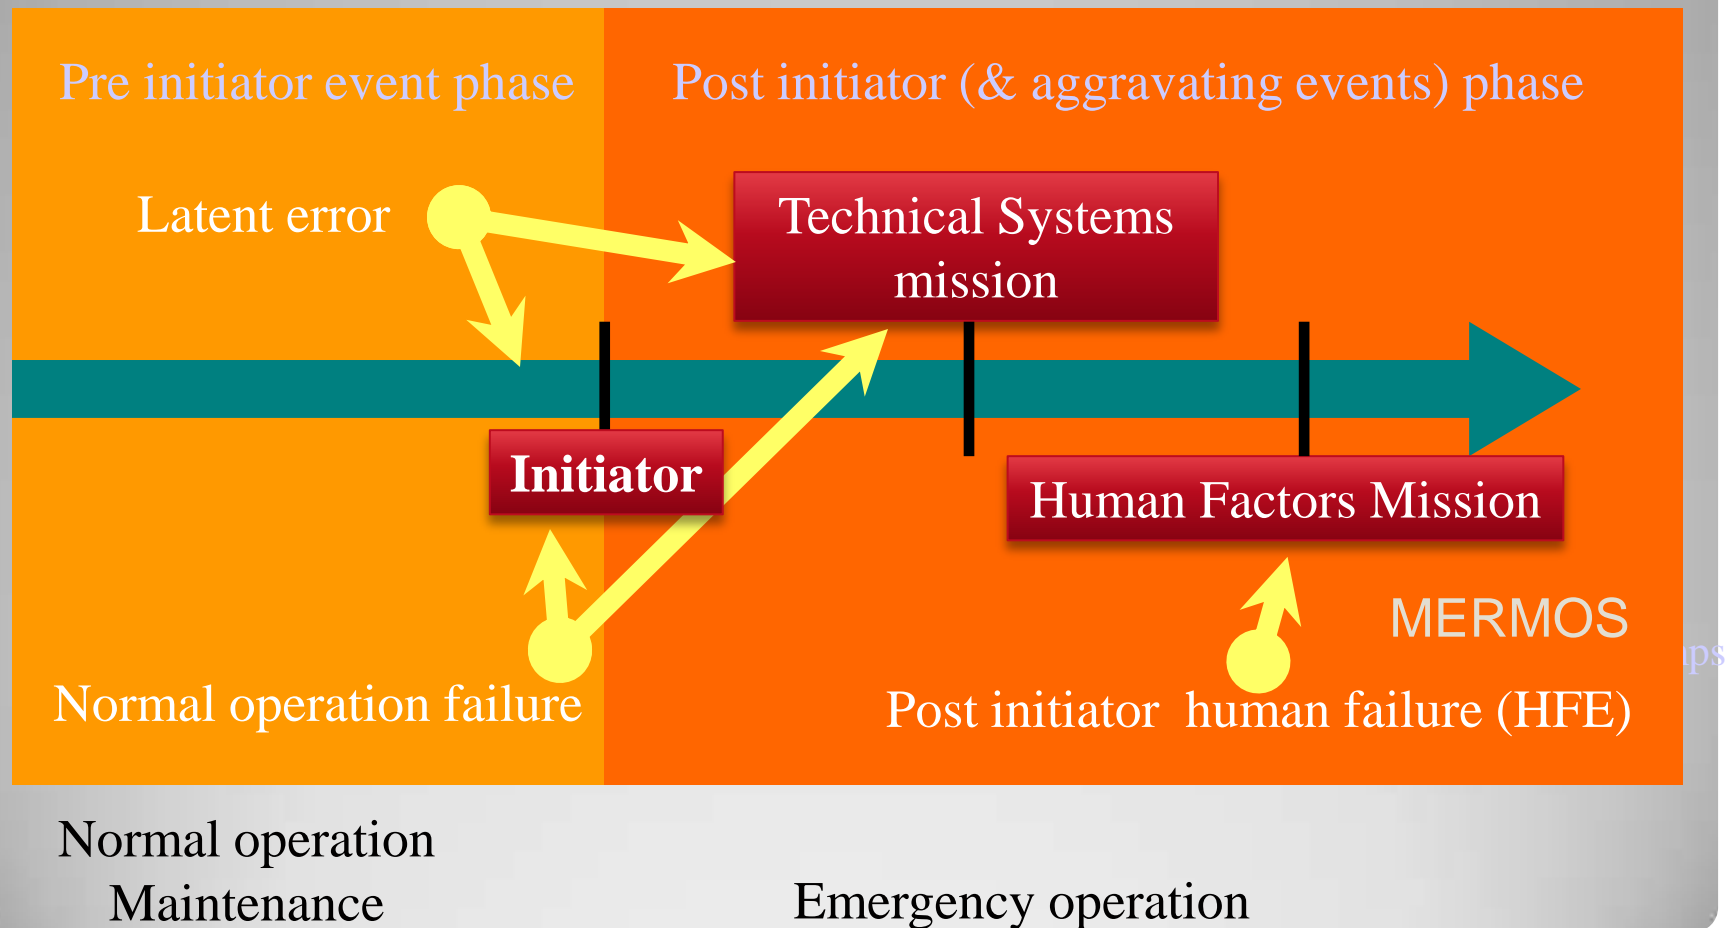 Pre initiator event phase
Post initiator (& aggravating events) phase
Latent error
Technical Systems
mission
Initiator
Human Factors Mission
MERMOS
Normal operation failure
Post initiator human failure (HFE)
Normal operation
Maintenance
Emergency operation